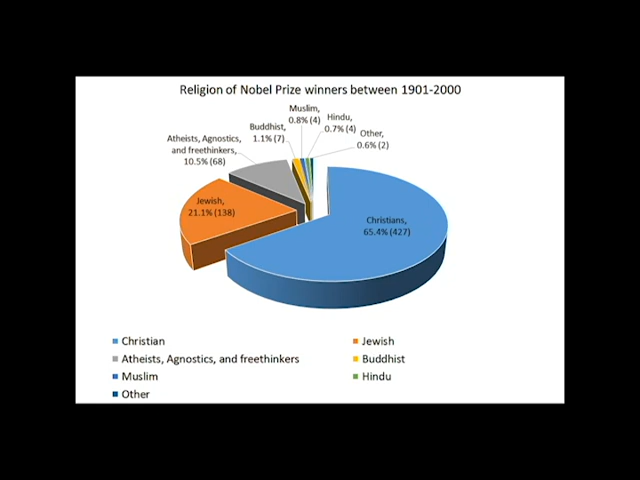 Religion of Nobel Prize winners between 1901-2000
Muslim,
0.8% (4)
Hindu,
0.7% (4)
Buddhist,
1.1% (7)
Other,
0.6% (2)
Atheists, Agnostics,
and freethinkers,
10.5% (68)
Jewish,
21.1% (138)
Christians,
65.4% (427)
Christian
Jewish
Atheists, Agnostics, and freethinkers
Buddhist
Muslim
Hindu
Other